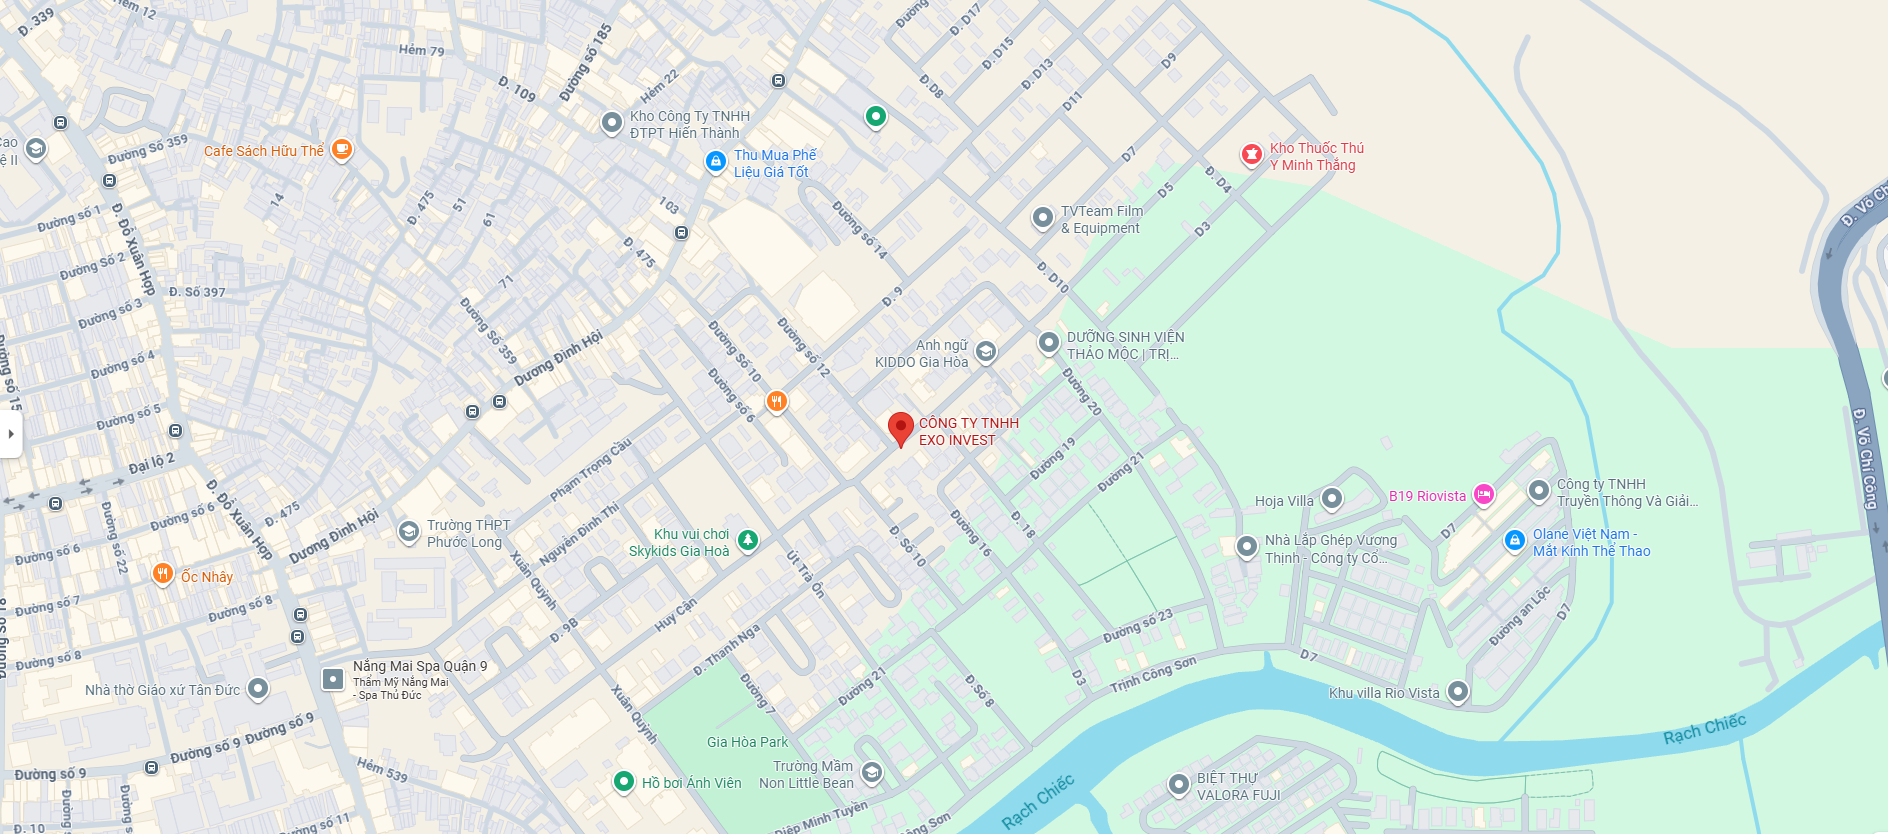 Đ. 339
Hẻm 12
Hẻm 79
Đường số 185
Đ. 109
Hẻm 22
Đường
Đ. D17
Đ. D15
Đ. D13
Đ.D8
D11
D9
D7
D5
D3
Đ. D4
Đ. D10
Kho Công Ty TNHH
ĐTPT Hiến Thành
Thu Mua Phế
Liệu Giá Tốt
Cafe Sách Hữu Thể
Kho Thuốc Thú
Y Minh Thắng
TVTeam Film
& Equipment
Cao
ệ II
Đường Số 359
Đường số 1
Đường Số 2
Đ. Số 397
Đường số 3
Đường số 4
Đường số 5
Đường số 15
Đ. Đỗ Xuân Hợp
14
Đ. 475
51
61
71
103
Đ. 475
Đường Số 359
Dương Đình Hội
Đường số 14
Đ. 9
Đường số 12
Đường Số 10
Đường số 6
Anh ngữ
KIDDO Gia Hòa
DƯỠNG SINH VIỆN
THẢO MỘC | TRỊ...
Đường 20
CÔNG TY TNHH
EXO INVEST
Đường 19
Đường 21
Đ. Võ Chí Công
Đại lộ 2
Đ. Đỗ Xuân Hợp
Đ. 475
Dương Đình Hội
Đường số 6
Đường số 22
Đường số 6
Đường số 7
Đường số 8
Đường số 8
Ốc Nhây
Trường THPT
Phước Long
Phạm Trọng Cầu
Nguyễn Đình Thi
Xuân Quỳnh
Khu vui chơi
Skykids Gia Hoà
Út Trà Ôn
Đ. Số 10
Đường 16
Đ. 18
Hoja Villa
B19 Riovista
Công ty TNHH
Truyền Thông Và Giải...
Olane Việt Nam -
Mắt Kính Thể Thao
D7
Nhà Lắp Ghép Vương
Thịnh - Công ty Cổ...
Đường an Lộc
D7
Đ. 9B
Huy Cận
Đ. Thanh Nga
Đường số 23
Nắng Mai Spa Quận 9
Thẩm Mỹ Nắng Mai
- Spa Thủ Đức
Nhà thờ Giáo xứ Tân Đức
Xuân Quỳnh
Đường 7
Đường 21
Đ.Số 8
D3
Trịnh Công Sơn
D7
Khu villa Rio Vista
Rạch Chiếc
Đường số 9
Đường số 9
Đường số 9
Hẻm 539
Gia Hòa Park
Hồ bơi Ánh Viên
Trường Mầm
Non Little Bean
BIỆT THỰ
VALORA FUJI
Rạch Chiếc
Diệp Minh Tuyền
Công Sơn
Đ. 10
Đường số 11